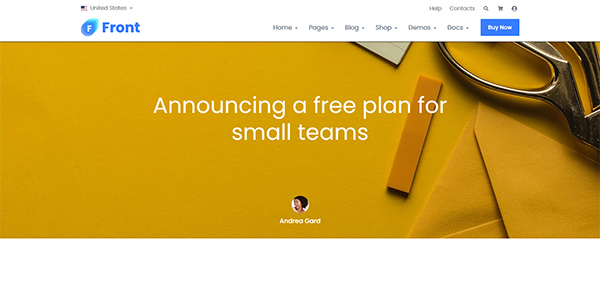 United States
Help Contacts
F Front
Home Pages Blog Shop Demos Docs Buy Now
Announcing a free plan for
small teams
Andrea Gard